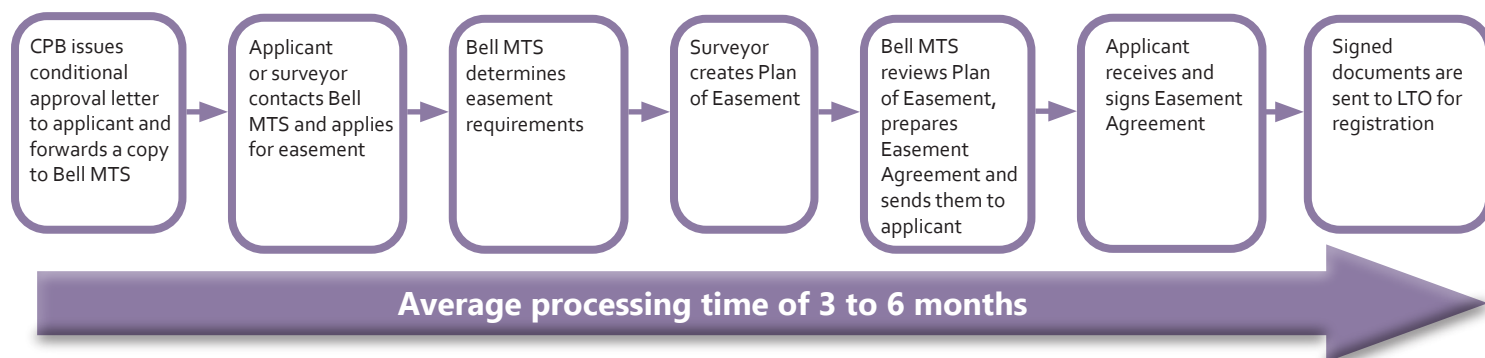 CPB issues
conditional
approval letter
to applicant and
forwards a copy
to Bell MTS
Applicant
or surveyor
contacts Bell
MTS and applies
for easement
Bell MTS
determines
easement
requirements
Surveyor
creates Plan
of Easement
Bell MTS
reviews Plan
of Easement,
prepares
Easement
Agreement and
sends them to
applicant
Applicant
receives and
signs Easement
Agreement
Signed
documents are
sent to LTO for
registration
Average processing time of 3 to 6 months